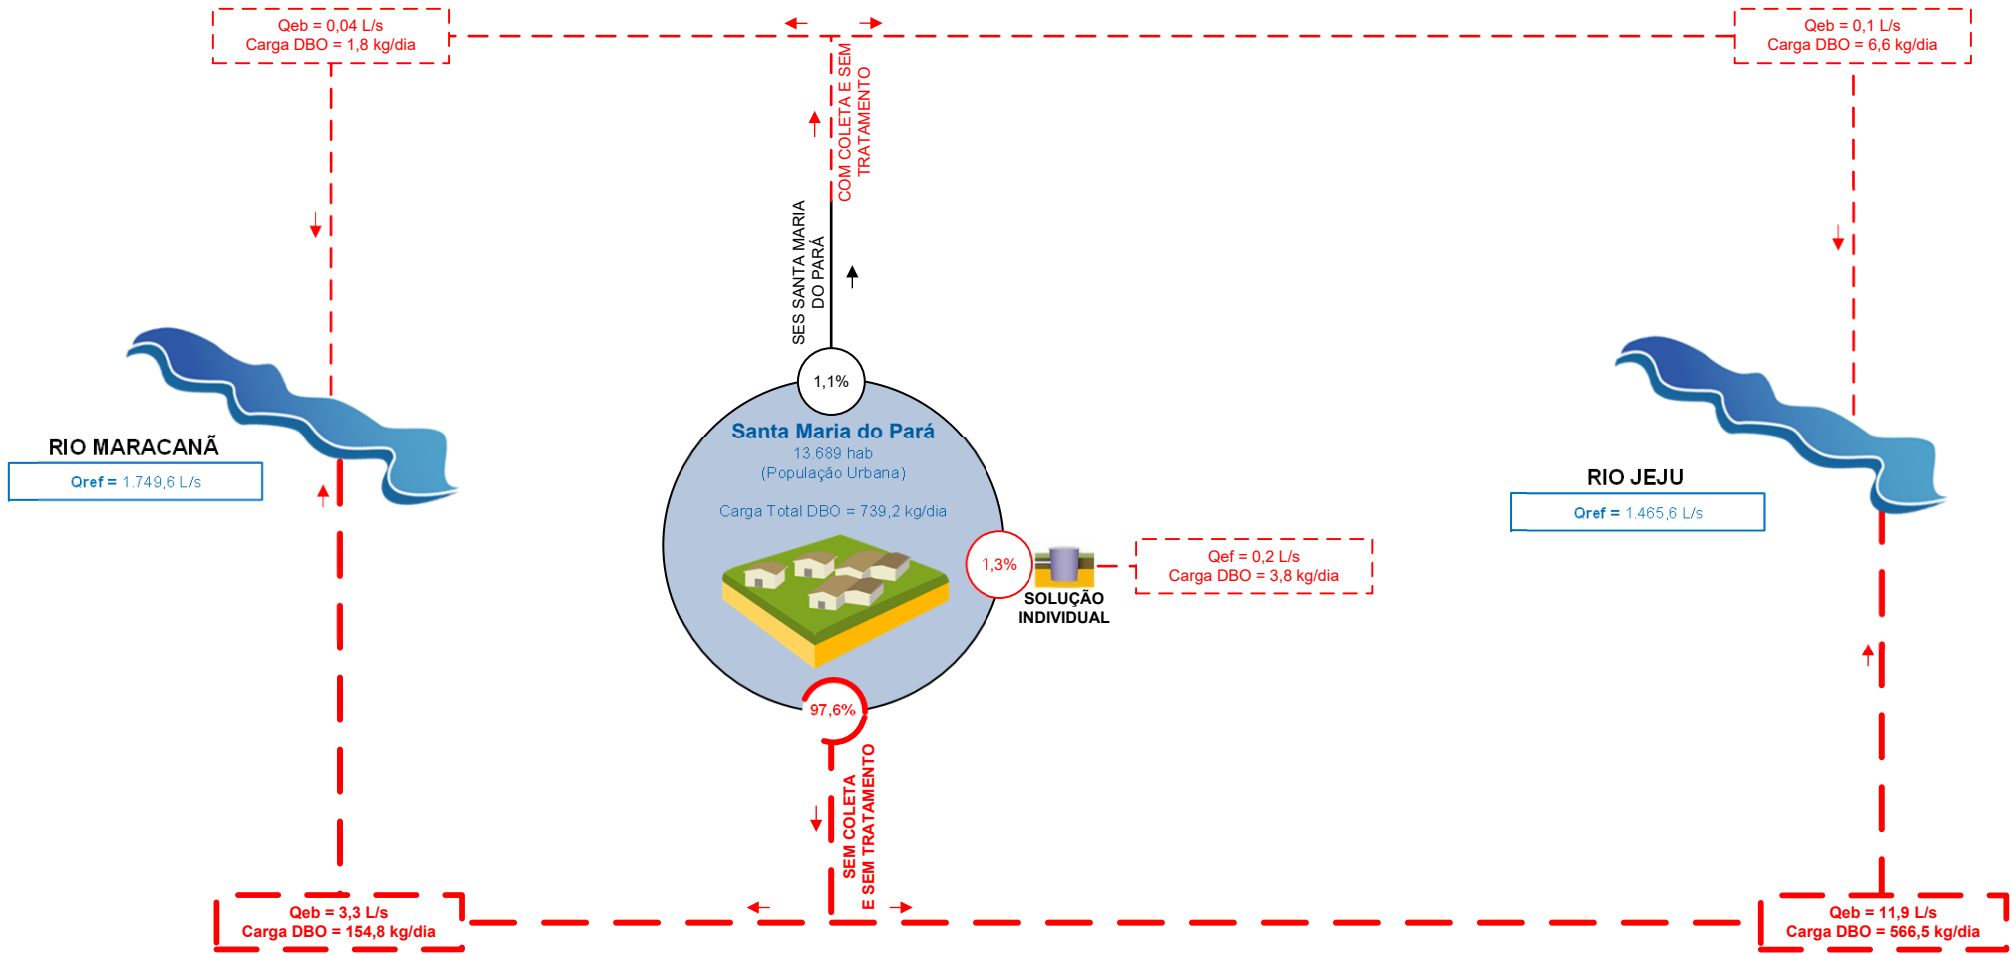 Qeb = 0,04 L/s
Carga DBO = 1,8 kg/dia
Qeb = 0,1 L/s
Carga DBO = 6,6 kg/dia
COM COLETA E SEM
TRATAMENTO
SES SANTA MARIA
DO PARÁ
1,1%
RIO MARACANÃ
Qref = 1.749,6 L/s
Santa Maria do Pará
13.689 hab
(População Urbana)
Carga Total DBO = 739,2 kg/dia
RIO JEJU
Qref = 1.465,6 L/s
1,3%
SOLUÇÃO
INDIVIDUAL
Qef = 0,2 L/s
Carga DBO = 3,8 kg/dia
97,6%
SEM COLETA
E SEM TRATAMENTO
Qeb = 3,3 L/s
Carga DBO = 154,8 kg/dia
Qeb = 11,9 L/s
Carga DBO = 566,5 kg/dia